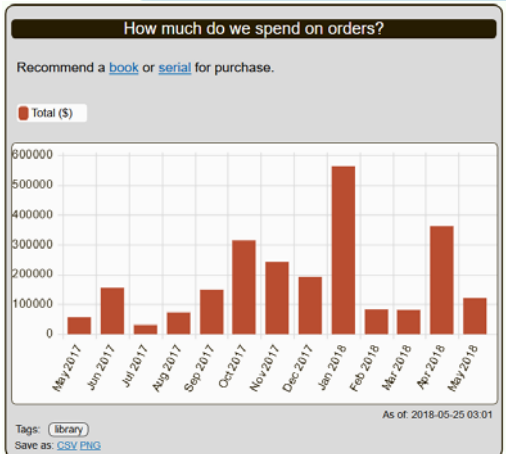 How much do we spend on orders?
Recommend a book or serial for purchase.
Total ($)
600000
500000
400000
300000
200000
100000
0
May 2017
Jun 2017
Jul 2017
Aug 2017
Sep 2017
Oct 2017
Nov 2017
Dec 2017
Jan 2018
Feb 2018
Mar 2018
Apr 2018
May 2018
As of: 2018-05-25 03:01
Tags: library
Save as: CSV PNG